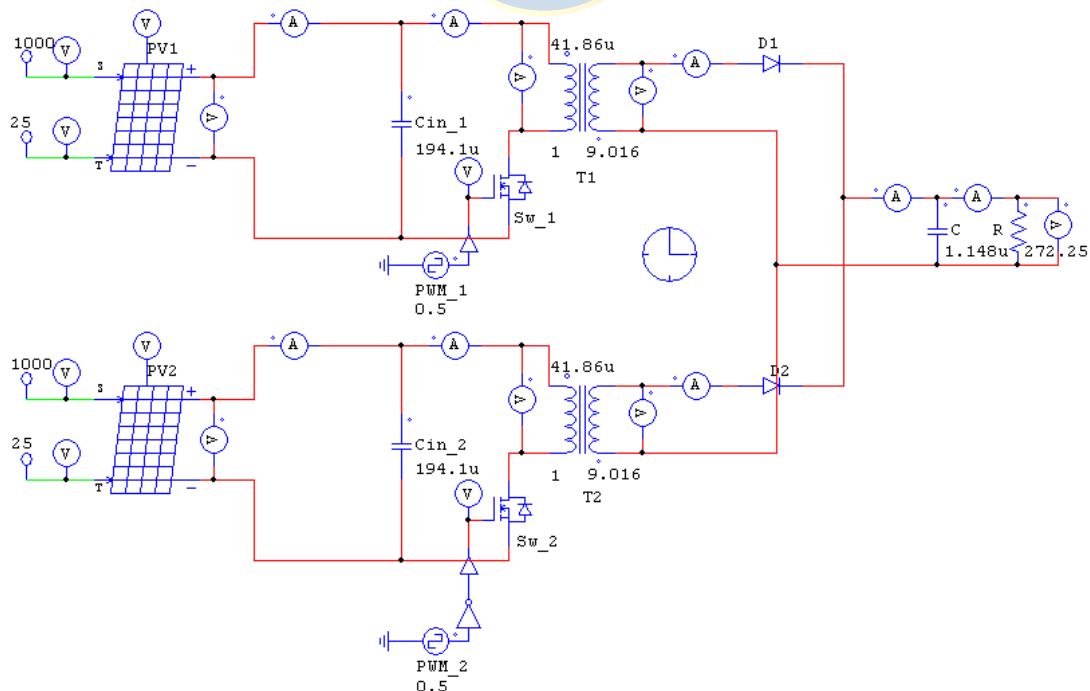 1000 V V PV1
S +
V
25 V
T −
A A
41.86u
V
Cin_1
194.1u
V
1 9.016
T1
Sw_1
PWM_1
0.5
V A D1
1000 V V PV2
S +
V
25 V
T −
A A
41.86u
V
Cin_2
194.1u
V
1 9.016
T2
Sw_2
PWM_2
0.5
V A D2
A A
C R V
1.148u 272.25